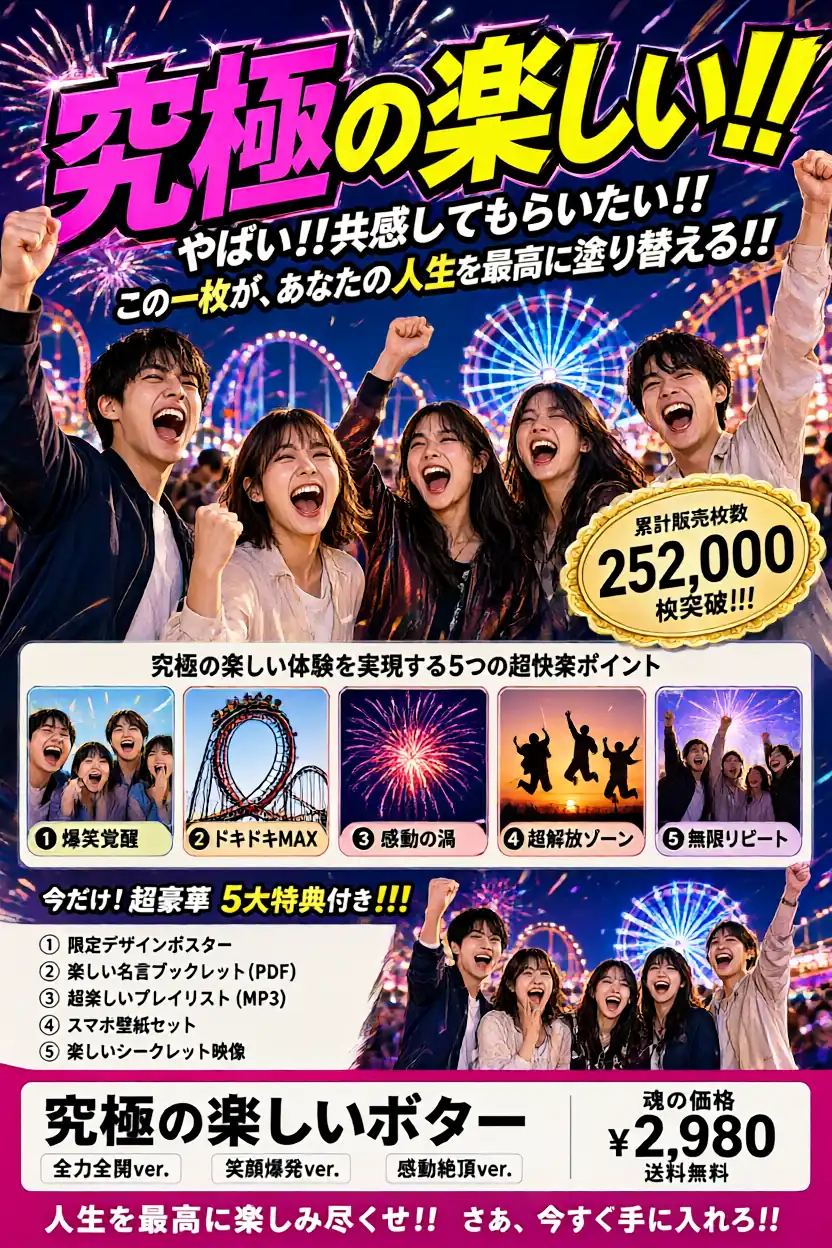 究極の楽しい!!
やばい!!共感してもらいたい!!
この一枚が、あなたの人生を最高に塗り替える!!
累計販売枚数
252,000
枚突破!!!
究極の楽しい体験を実現する5つの超快楽ポイント
❶ 爆笑覚醒
❷ ドキドキMAX
❸ 感動の渦
❹ 超解放ゾーン
❺ 無限リピート
今だけ! 超豪華 5大特典付き!!!
① 限定デザインポスター
② 楽しい名言ブックレット(PDF)
③ 超楽しいプレイリスト(MP3)
④ スマホ壁紙セット
⑤ 楽しいシークレット映像
究極の楽しいボター
全力全開ver.
笑顔爆発ver.
感動絶頂ver.
魂の価格
¥2,980
送料無料
人生を最高に楽しみ尽くせ!! さあ、今すぐ手に入れろ!!